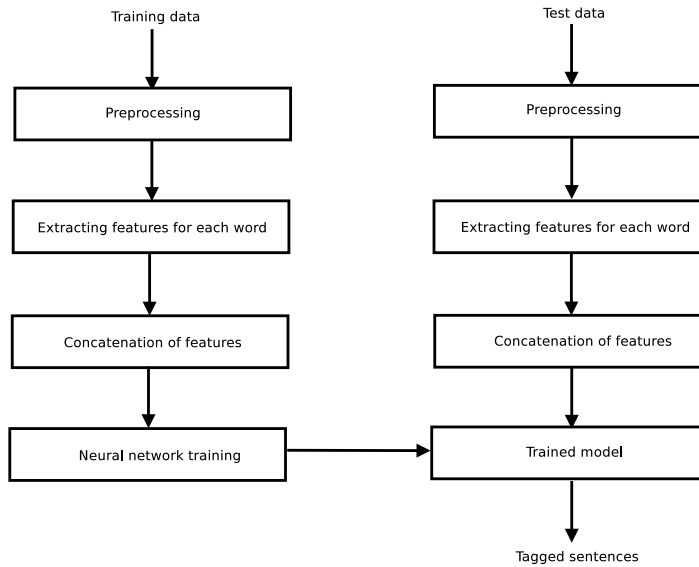 Training data
Preprocessing
Extracting features for each word
Concatenation of features
Neural network training
Test data
Preprocessing
Extracting features for each word
Concatenation of features
Trained model
Tagged sentences